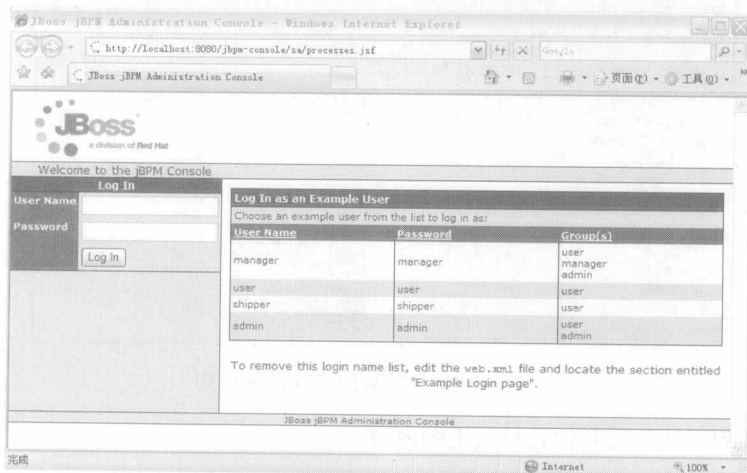 JBoss jBPM Administration Console - Windows Internet Explorer
http://localhost:8080/jbpm-console/sa/processes.jsf
Google
JBoss jBPM Administration Console
页面(P)
工具(O)
JBoss
a division of Red Hat
Welcome to the jBPM Console
Log In
User Name
Password
Log In
Log In as an Example User
Choose an example user from the list to log in as:
User Name Password Group(s)
manager manager user
manager
admin
user user user
shipper shipper user
admin admin user
admin
To remove this login name list, edit the web.xml file and locate the section entitled
"Example Login page".
JBoss jBPM Administration Console
完成
Internet
100%